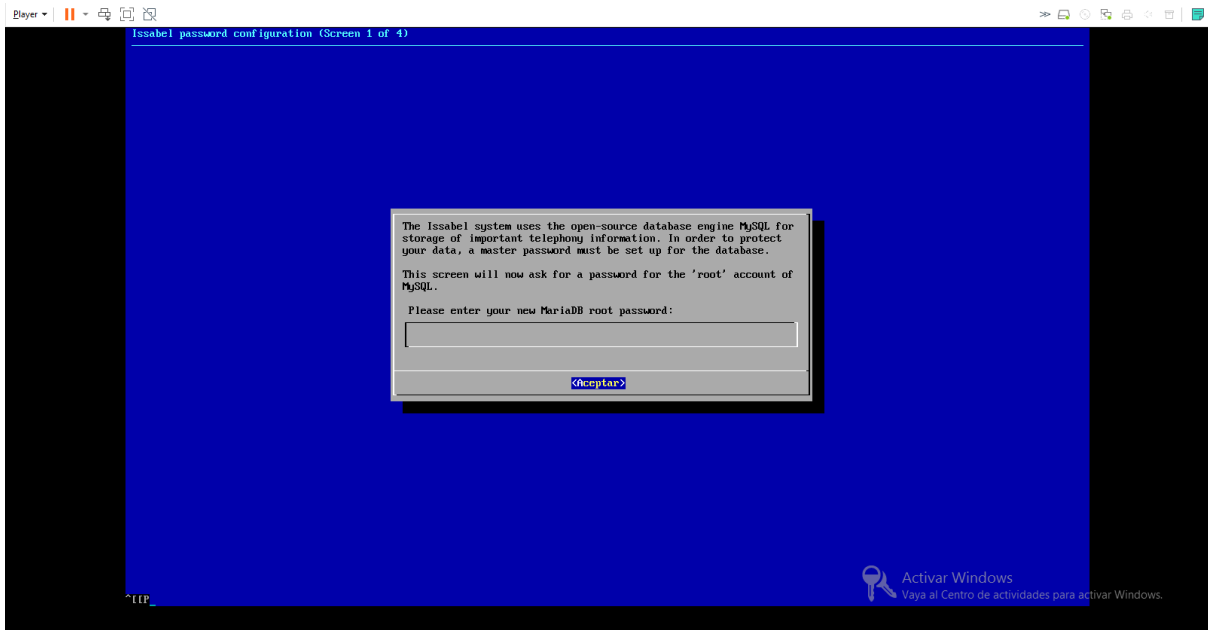 Player
Issabel password configuration (Screen 1 of 4)
The Issabel system uses the open-source database engine MySQL for
storage of important telephony information. In order to protect
your data, a master password must be set up for the database.
This screen will now ask for a password for the 'root' account of
MySQL.
Please enter your new MariaDB root password:
<Aceptar>
Activar Windows
Vaya al Centro de actividades para activar Windows.
^[[P_